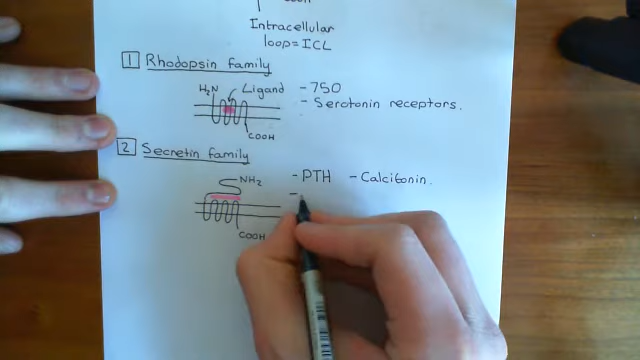 COOH
Intracellular
loop = ICL
1 Rhodopsin family
H₂N Ligand - 750
- Serotonin receptors.
COOH
2 Secretin family
NH2 - PTH - Calcitonin.
-
COOH